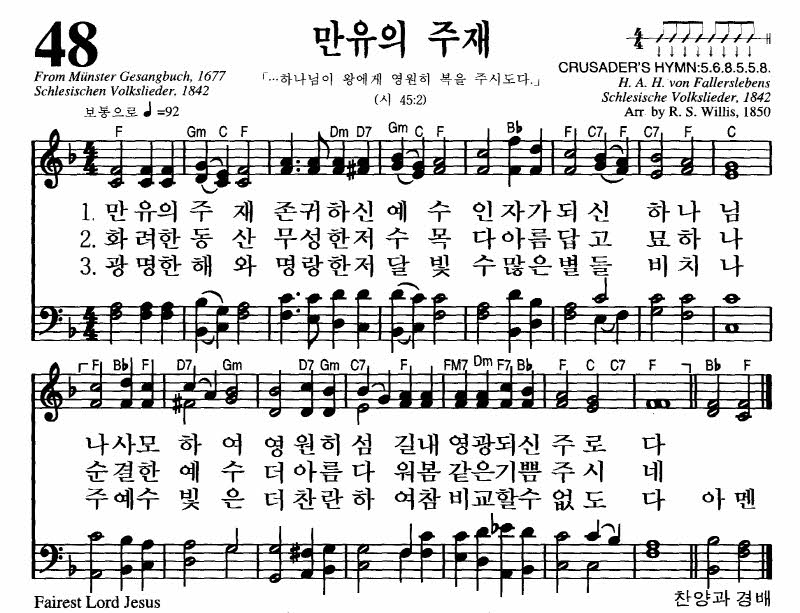 48
만유의 주재
From Münster Gesangbuch, 1677
Schlesischen Volkslieder, 1842
「…하나님이 왕에게 영원히 복을 주시도다.」
(시 45:2)
CRUSADER'S HYMN:5.6.8.5.5.8.
H. A. H. von Fallerslebens
Schlesische Volkslieder, 1842
Arr by R. S. Willis, 1850
보통으로 ♩=92
4/4
F Gm C F Dm D7 Gm C F Bb F C7 F C7 F C
1. 만 유의 주 재 존귀하신 예 수 인 자가 되 신 하 나 님
2. 화 려한 동 산 무성한저 수 목 다 아름 답 고 묘 하 나
3. 광 명한 해 와 명랑한저 달 빛 수 많은 별 들 비 치 나
F Bb F D7 Gm D7 Gm C7 F FM7 Dm F7 Bb F C C7 F Bb F
나 사모 하 여 영 원히 섬 길 내 영 광되 신 주 로 다
순 결한 예 수 더 아름 다 워 봄 같 은기 쁨 주 시 네
주 예수 빛 은 더 찬란 하 여 참 비 교할 수 없 도 다 아 멘
Fairest Lord Jesus
찬양과 경배